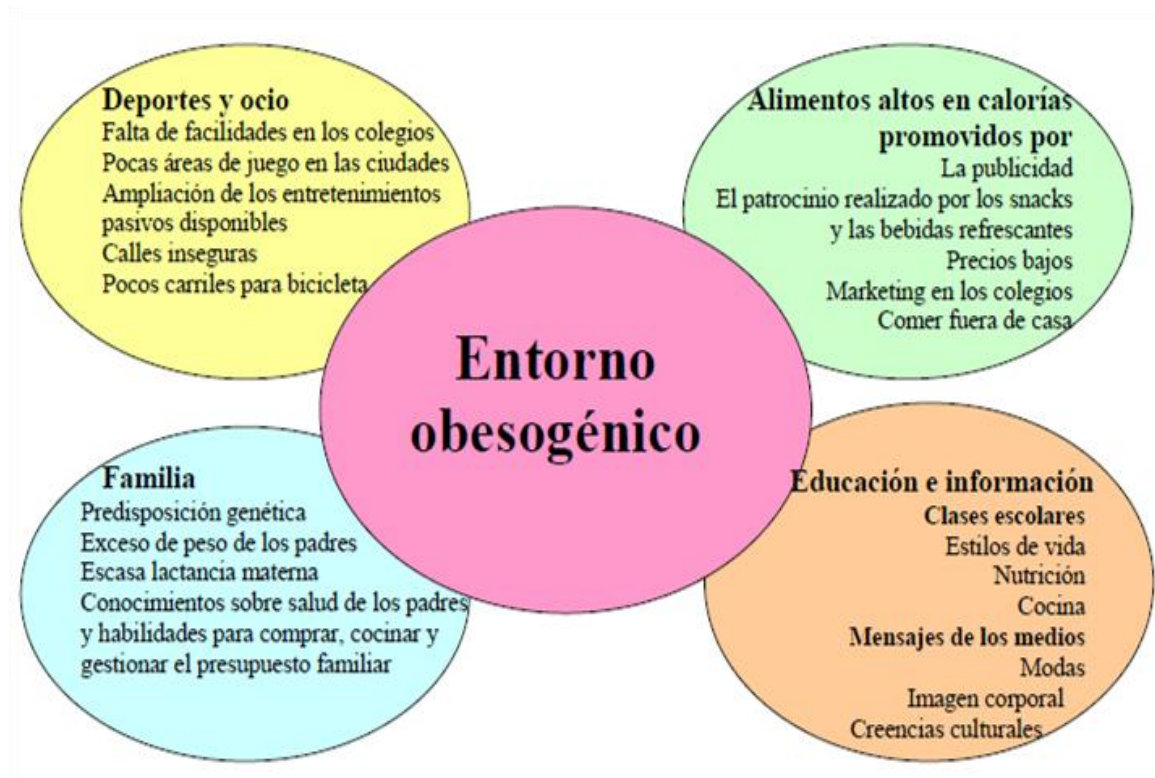 Deportes y ocio
Falta de facilidades en los colegios
Pocas áreas de juego en las ciudades
Ampliación de los entretenimientos
pasivos disponibles
Calles inseguras
Pocos carriles para bicicleta
Alimentos altos en calorías
promovidos por
La publicidad
El patrocinio realizado por los snacks
y las bebidas refrescantes
Precios bajos
Marketing en los colegios
Comer fuera de casa
Entorno
obesogénico
Familia
Predisposición genética
Exceso de peso de los padres
Escasa lactancia materna
Conocimientos sobre salud de los padres
y habilidades para comprar, cocinar y
gestionar el presupuesto familiar
Educación e información
Clases escolares
Estilos de vida
Nutrición
Cocina
Mensajes de los medios
Modas
Imagen corporal
Creencias culturales